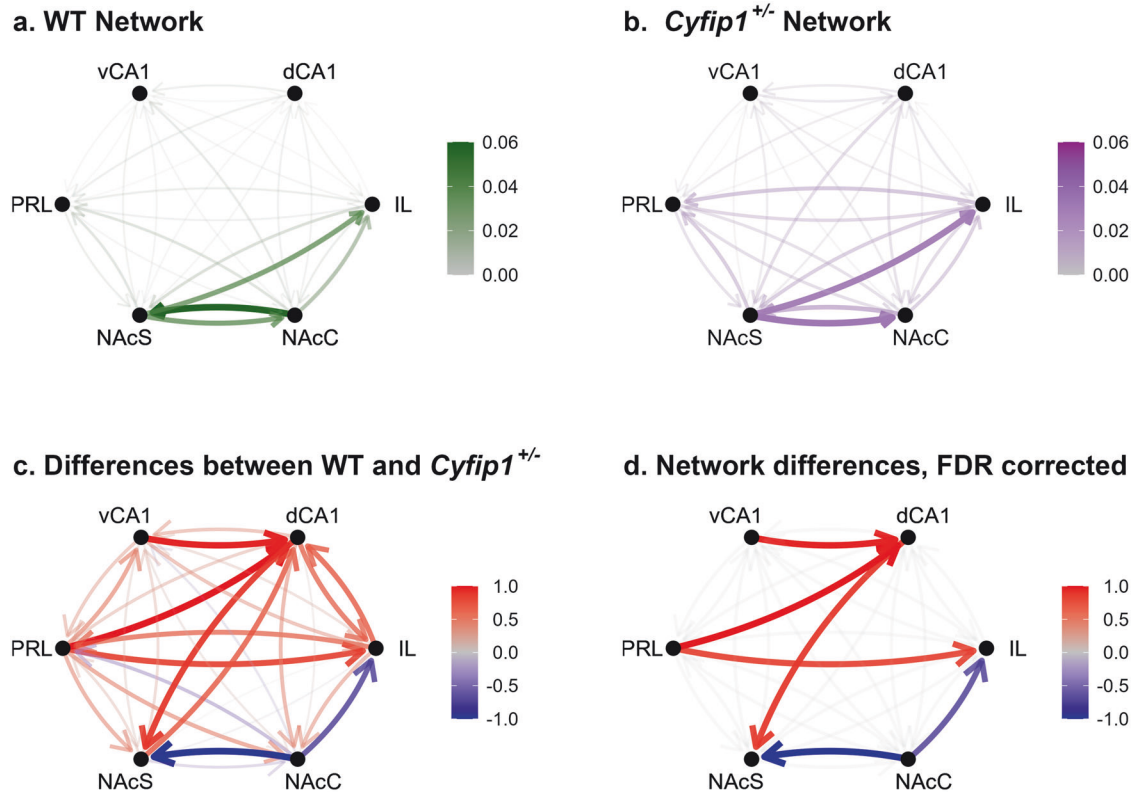 a. WT Network
vCA1
dCA1
PRL
IL
NAcS
NAcC
0.06
0.04
0.02
0.00
b. Cyfip1+/- Network
vCA1
dCA1
PRL
IL
NAcS
NAcC
0.06
0.04
0.02
0.00
c. Differences between WT and Cyfip1+/-
vCA1
dCA1
PRL
IL
NAcS
NAcC
1.0
0.5
0.0
-0.5
-1.0
d. Network differences, FDR corrected
vCA1
dCA1
PRL
IL
NAcS
NAcC
1.0
0.5
0.0
-0.5
-1.0